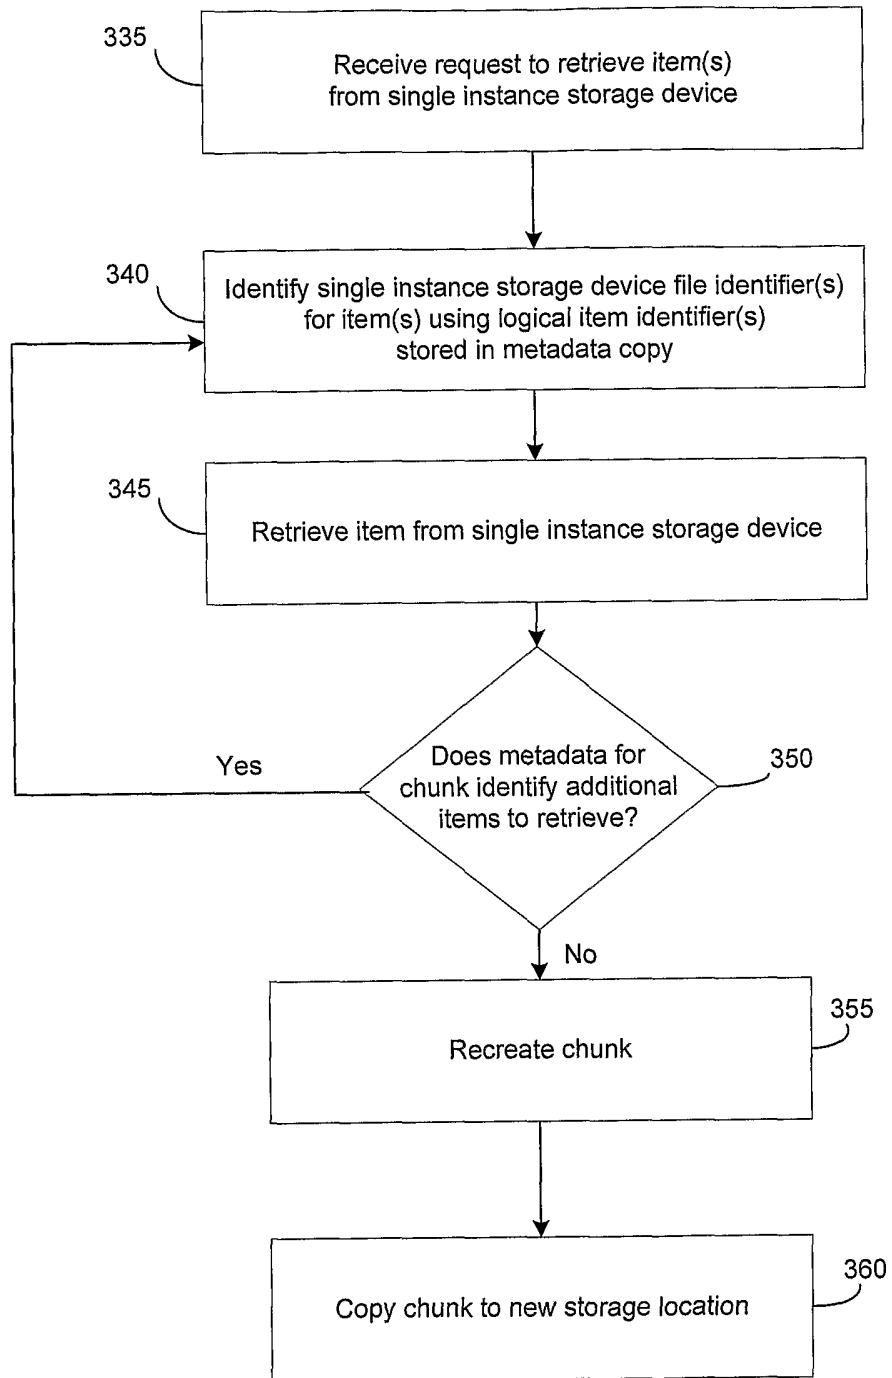 335
Receive request to retrieve item(s)
from single instance storage device
340
Identify single instance storage device file identifier(s)
for item(s) using logical item identifier(s)
stored in metadata copy
345
Retrieve item from single instance storage device
Yes
Does metadata for
chunk identify additional
items to retrieve?
350
No
355
Recreate chunk
360
Copy chunk to new storage location